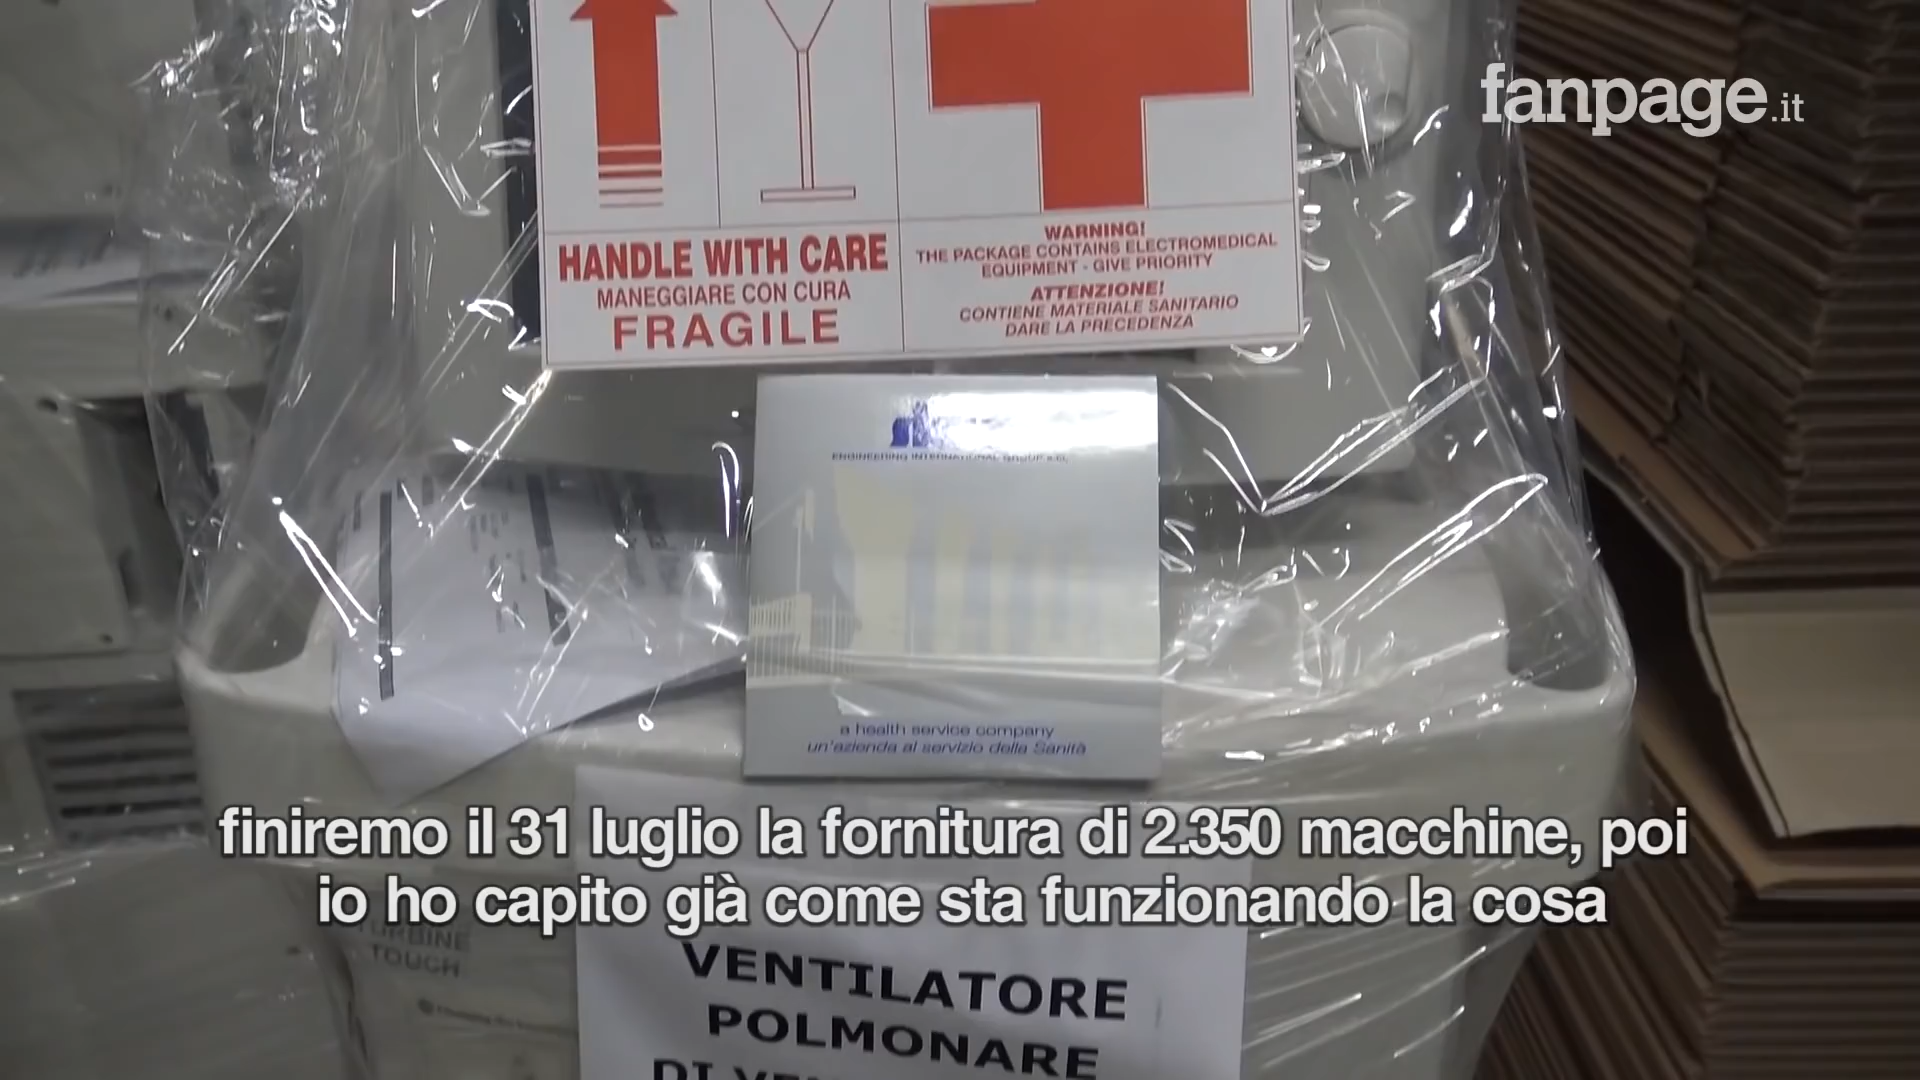 fanpage.it
HANDLE WITH CARE
MANEGGIARE CON CURA
FRAGILE
WARNING!
THE PACKAGE CONTAINS ELECTROMEDICAL
EQUIPMENT - GIVE PRIORITY
ATTENZIONE!
CONTIENE MATERIALE SANITARIO
DARE LA PRECEDENZA
ENGINEERING INTERNATIONAL GROUP s.r.l.
a health service company
un'azienda al servizio della Sanità
finiremo il 31 luglio la fornitura di 2.350 macchine, poi
io ho capito già come sta funzionando la cosa
TURBINE
TOUCH
VENTILATORE
POLMONARE
DI